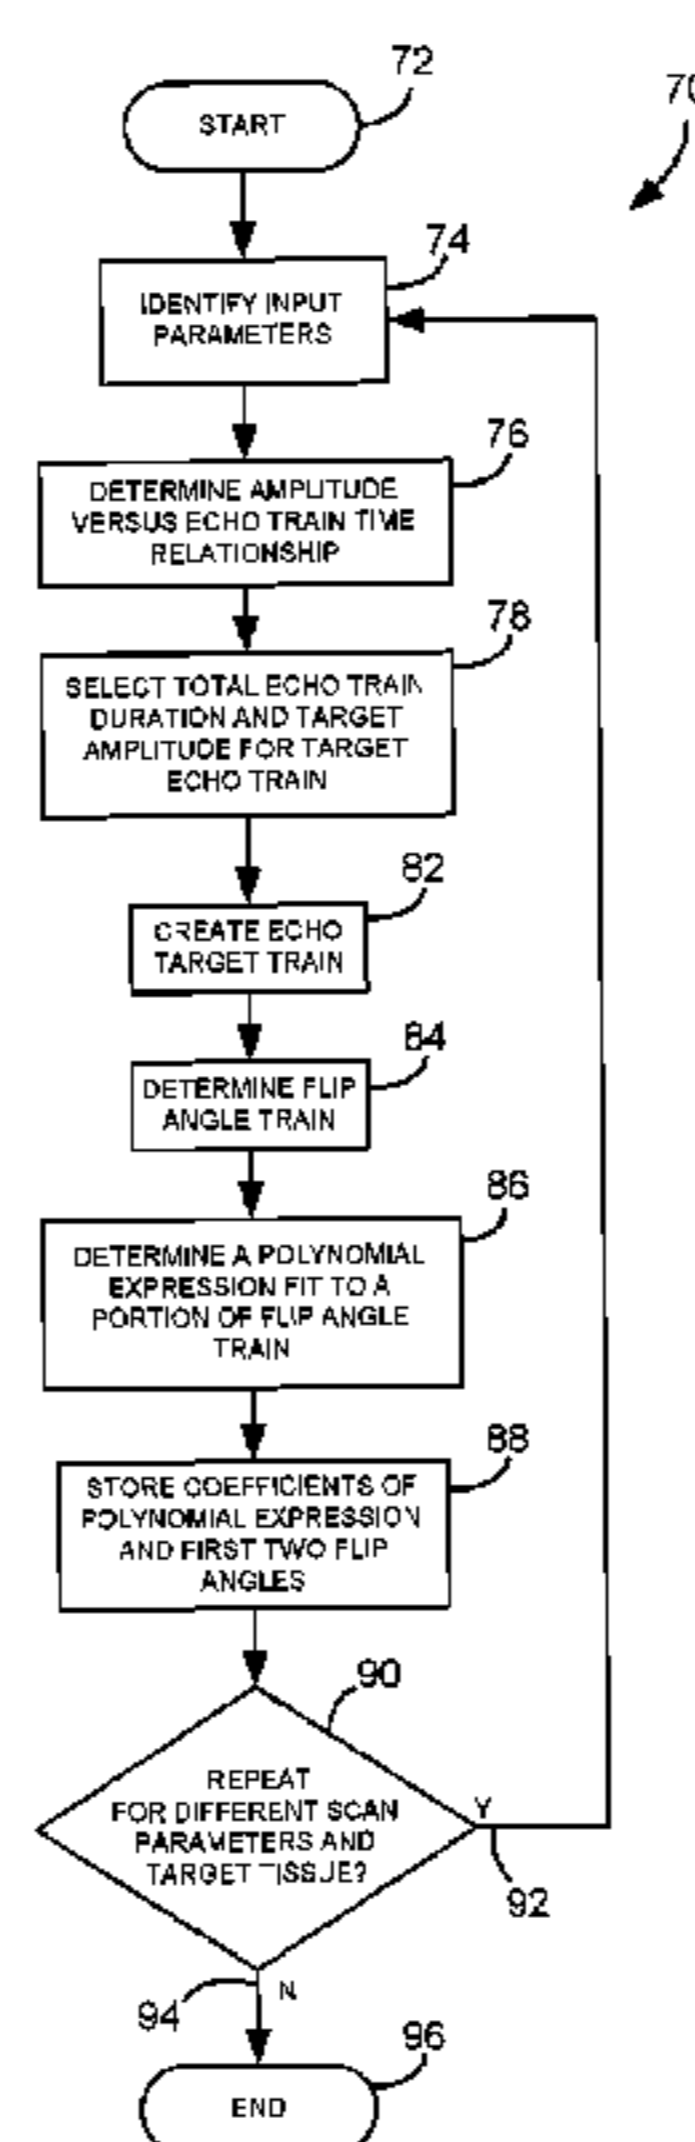 72
70
START
74
IDENTIFY INPUT
PARAMETERS
76
DETERMINE AMPLITUDE
VERSUS ECHO TRAIN TIME
RELATIONSHIP
78
SELECT TOTAL ECHO TRAIN
DURATION AND TARGET
AMPLITUDE FOR TARGET
ECHO TRAIN
82
CREATE ECHO
TARGET TRAIN
84
DETERMINE FLIP
ANGLE TRAIN
86
DETERMINE A POLYNOMIAL
EXPRESSION FIT TO A
PORTION OF FLIP ANGLE
TRAIN
88
STORE COEFFICIENTS OF
POLYNOMIAL EXPRESSION
AND FIRST TWO FLIP
ANGLES
90
REPEAT
FOR DIFFERENT SCAN
PARAMETERS AND
TARGET TISSUE?
Y
92
N
94
96
END